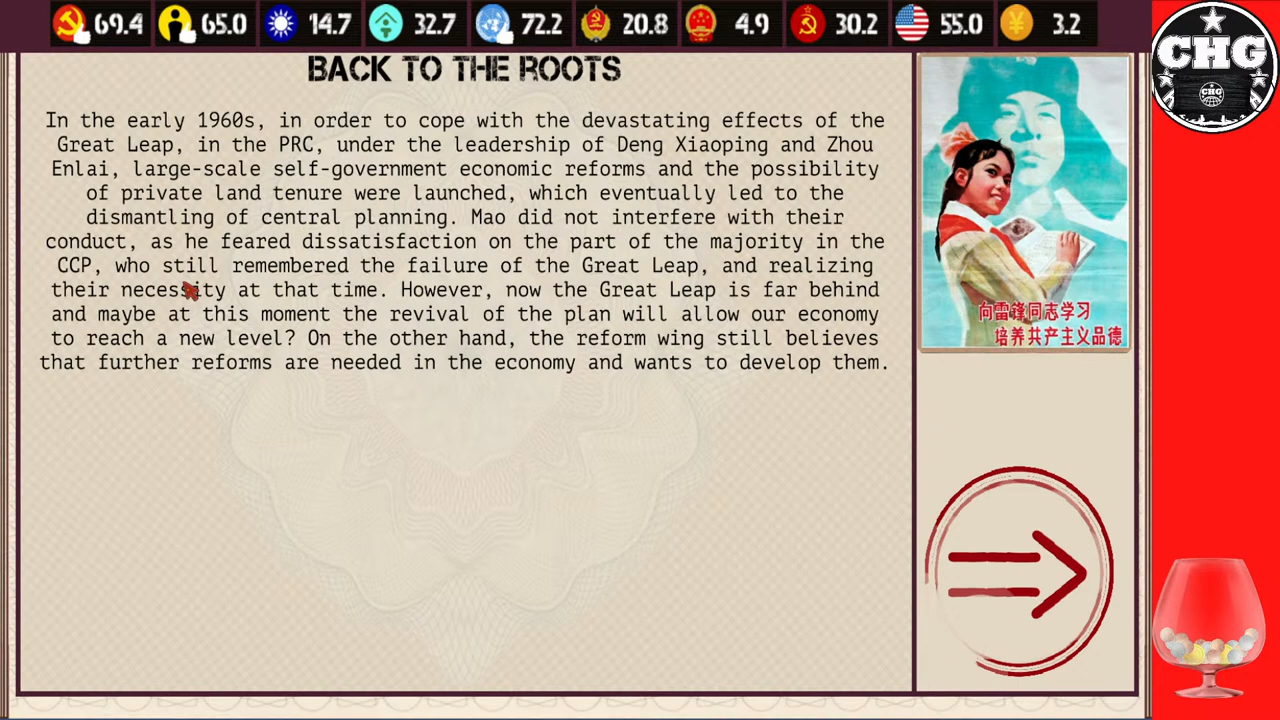 69.4 65.0 14.7 32.7 72.2 20.8 4.9 30.2 55.0 3.2
BACK TO THE ROOTS
In the early 1960s, in order to cope with the devastating effects of the
Great Leap, in the PRC, under the leadership of Deng Xiaoping and Zhou
Enlai, large-scale self-government economic reforms and the possibility
of private land tenure were launched, which eventually led to the
dismantling of central planning. Mao did not interfere with their
conduct, as he feared dissatisfaction on the part of the majority in the
CCP, who still remembered the failure of the Great Leap, and realizing
their necessity at that time. However, now the Great Leap is far behind
and maybe at this moment the revival of the plan will allow our economy
to reach a new level? On the other hand, the reform wing still believes
that further reforms are needed in the economy and wants to develop them.
向雷锋同志学习
培养共产主义品德
CHG
CHG